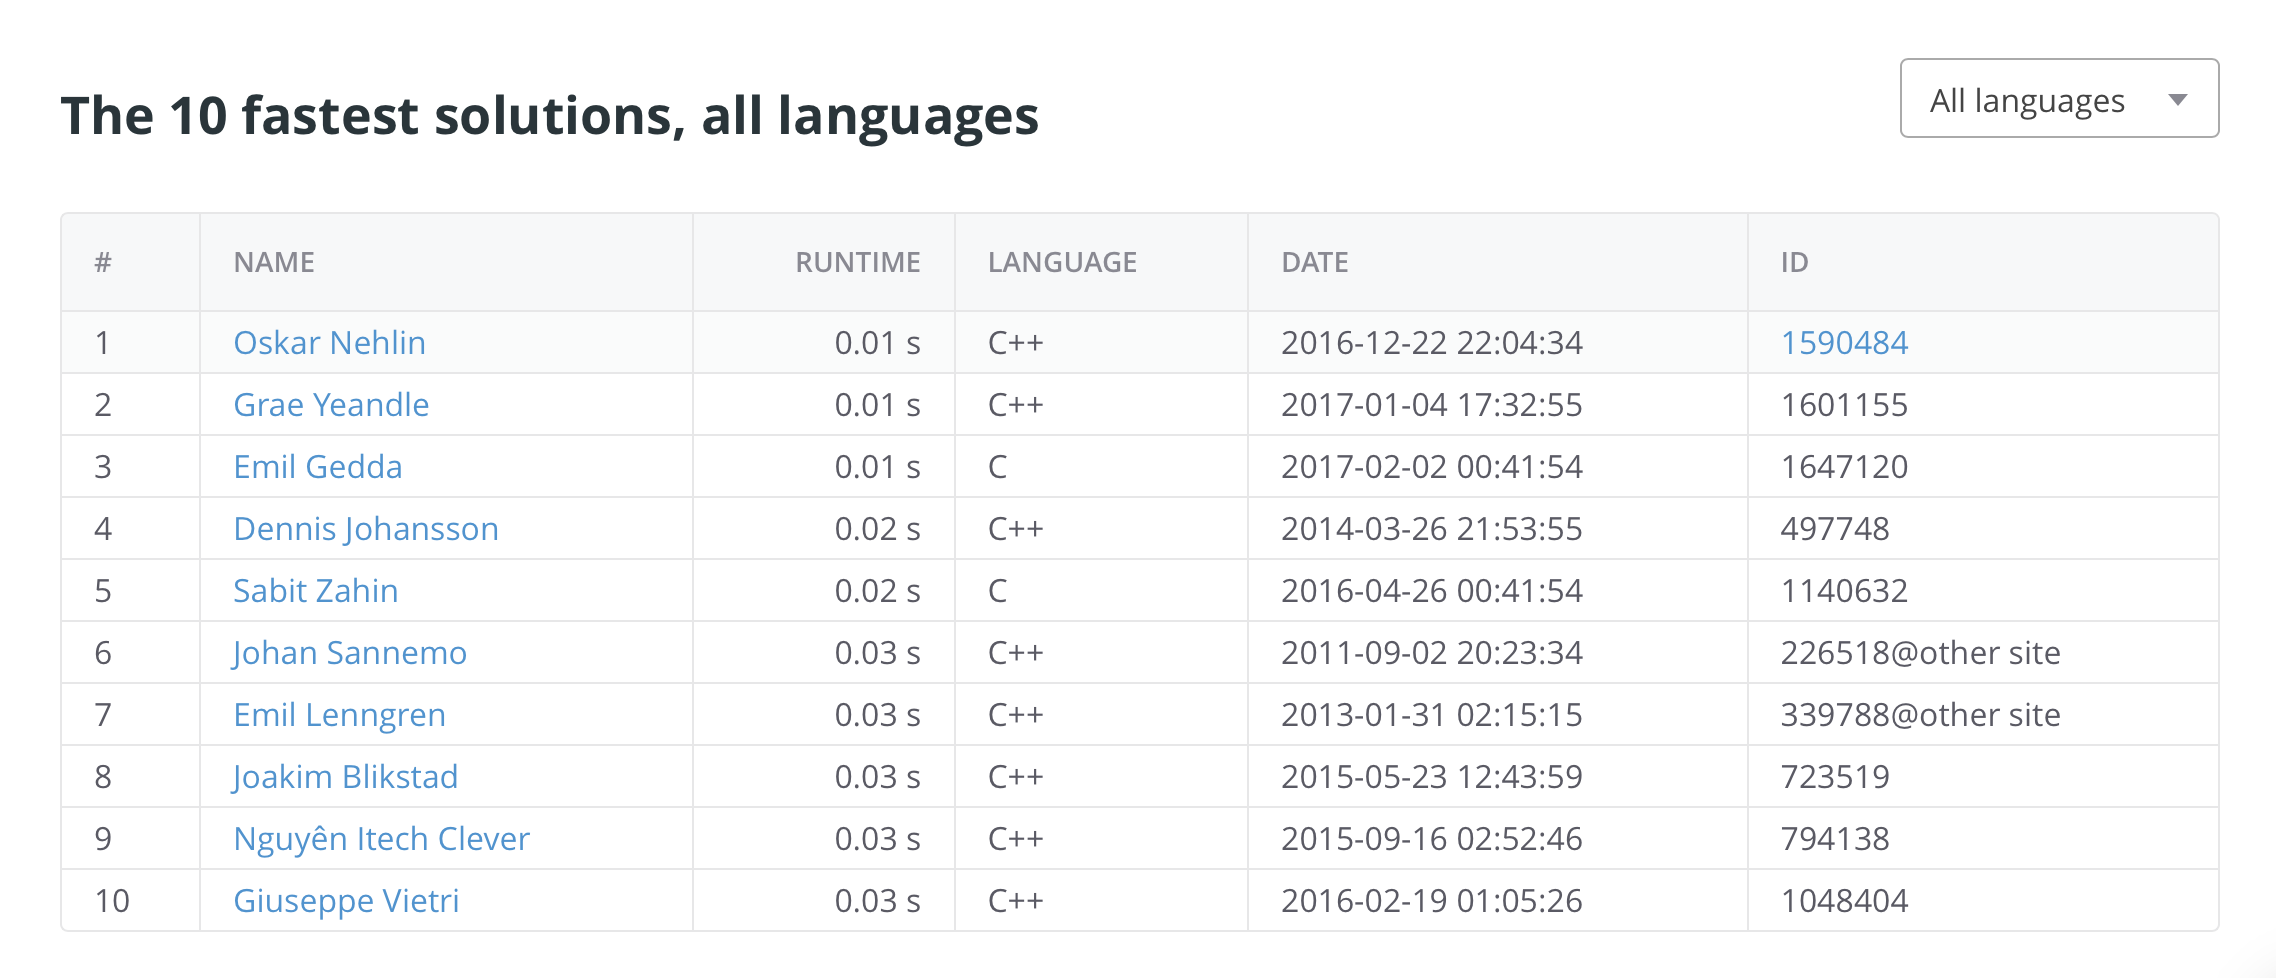 All languages
The 10 fastest solutions, all languages
# NAME RUNTIME LANGUAGE DATE ID
1 Oskar Nehlin 0.01 s C++ 2016-12-22 22:04:34 1590484
2 Grae Yeandle 0.01 s C++ 2017-01-04 17:32:55 1601155
3 Emil Gedda 0.01 s C 2017-02-02 00:41:54 1647120
4 Dennis Johansson 0.02 s C++ 2014-03-26 21:53:55 497748
5 Sabit Zahin 0.02 s C 2016-04-26 00:41:54 1140632
6 Johan Sannemo 0.03 s C++ 2011-09-02 20:23:34 226518@other site
7 Emil Lenngren 0.03 s C++ 2013-01-31 02:15:15 339788@other site
8 Joakim Blikstad 0.03 s C++ 2015-05-23 12:43:59 723519
9 Nguyên Itech Clever 0.03 s C++ 2015-09-16 02:52:46 794138
10 Giuseppe Vietri 0.03 s C++ 2016-02-19 01:05:26 1048404